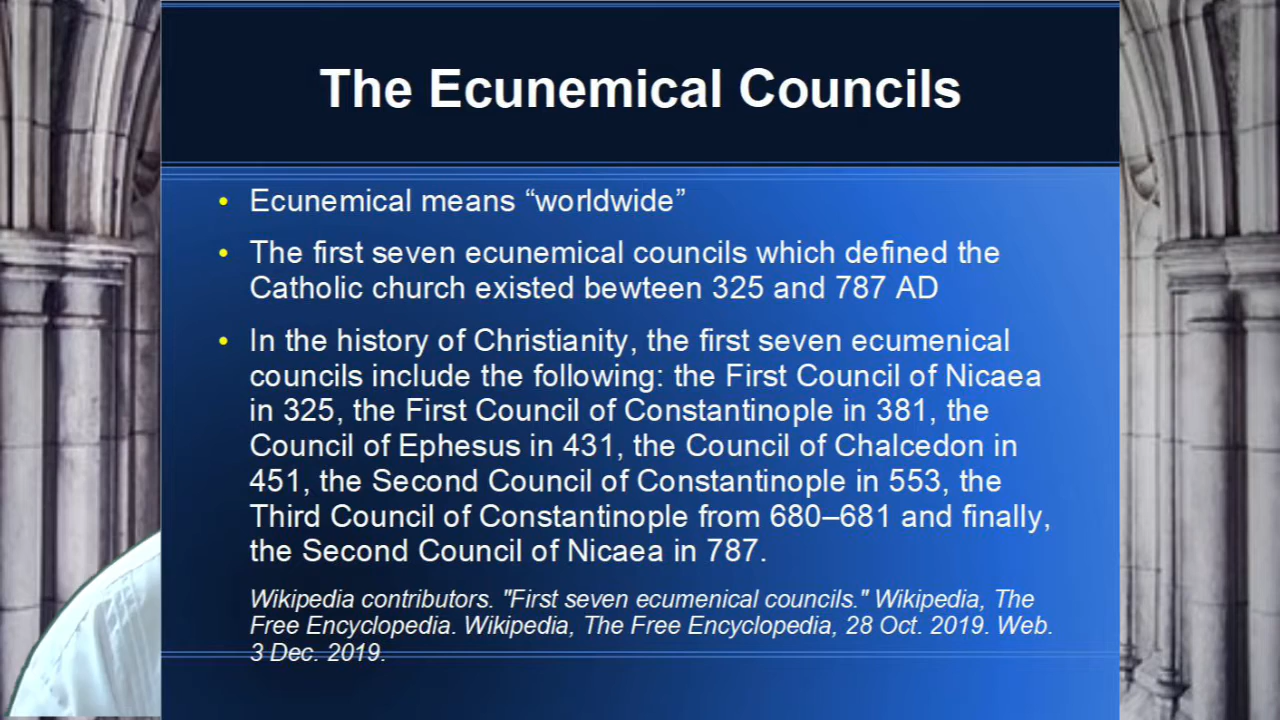 The Ecunemical Councils
• Ecunemical means “worldwide”
• The first seven ecunemical councils which defined the
Catholic church existed bewteen 325 and 787 AD
• In the history of Christianity, the first seven ecumenical
councils include the following: the First Council of Nicaea
in 325, the First Council of Constantinople in 381, the
Council of Ephesus in 431, the Council of Chalcedon in
451, the Second Council of Constantinople in 553, the
Third Council of Constantinople from 680–681 and finally,
the Second Council of Nicaea in 787.
Wikipedia contributors. "First seven ecumenical councils." Wikipedia, The
Free Encyclopedia. Wikipedia, The Free Encyclopedia, 28 Oct. 2019. Web.
3 Dec. 2019.